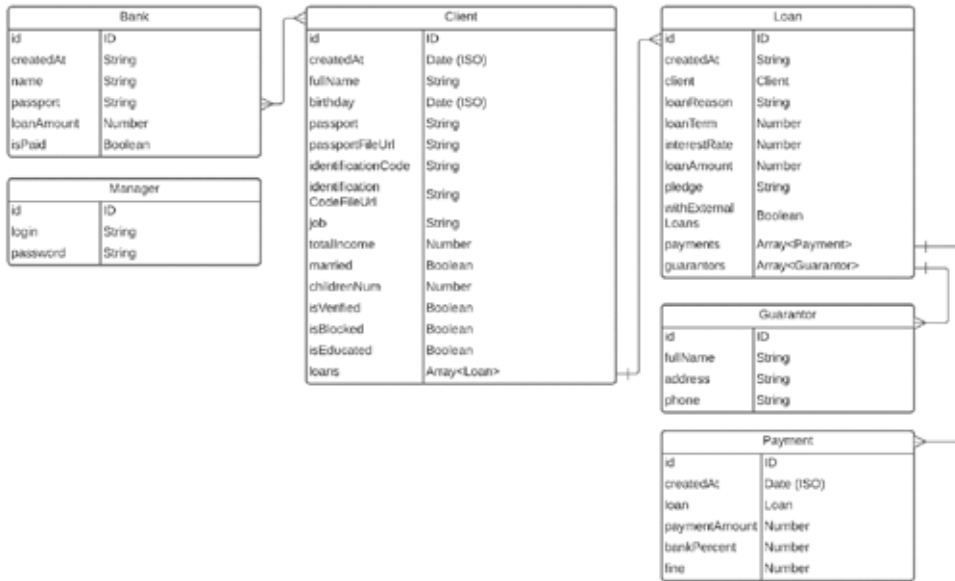 Bank
id ID
createdAt String
name String
passport String
loanAmount Number
isPaid Boolean
Manager
id ID
login String
password String
Client
id ID
createdAt Date (ISO)
fullName String
birthday Date (ISO)
passport String
passportFileUrl String
identificationCode String
identification
CodeFileUrl String
job String
totalIncome Number
married Boolean
childrenNum Number
isVerified Boolean
isBlocked Boolean
isEducated Boolean
loans Array<Loan>
Loan
id ID
createdAt String
client Client
loanReason String
loanTerm Number
interestRate Number
loanAmount Number
pledge String
withExternal
Loans Boolean
payments Array<Payment>
guarantors Array<Guarantor>
Guarantor
id ID
fullName String
address String
phone String
Payment
id ID
createdAt Date (ISO)
loan Loan
paymentAmount Number
bankPercent Number
fine Number